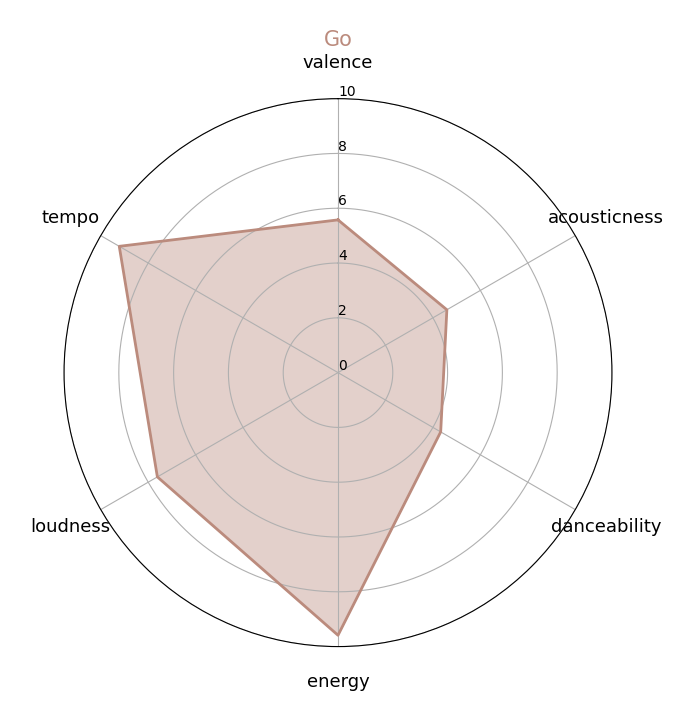 Go
valence
10
8
tempo
acousticness
6
4
2
0
loudness
danceability
energy